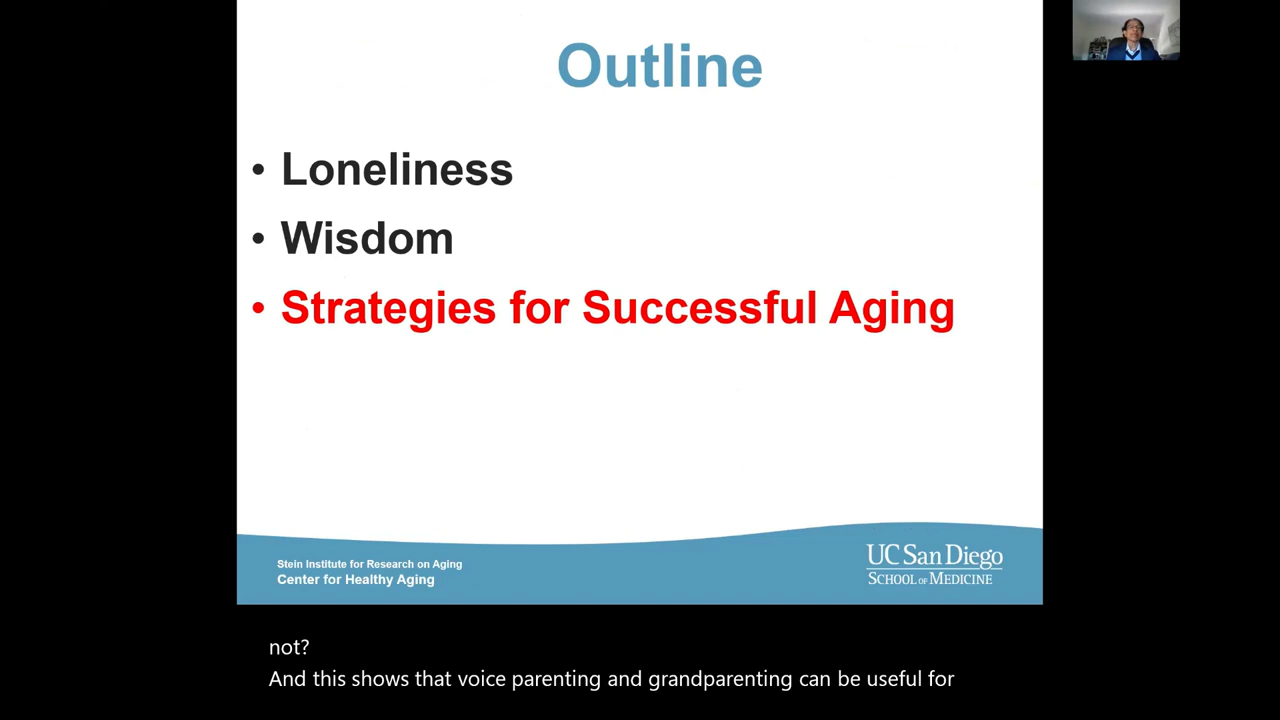 Outline
• Loneliness
• Wisdom
• Strategies for Successful Aging
Stein Institute for Research on Aging
Center for Healthy Aging
UC San Diego
SCHOOL OF MEDICINE
not?
And this shows that voice parenting and grandparenting can be useful for